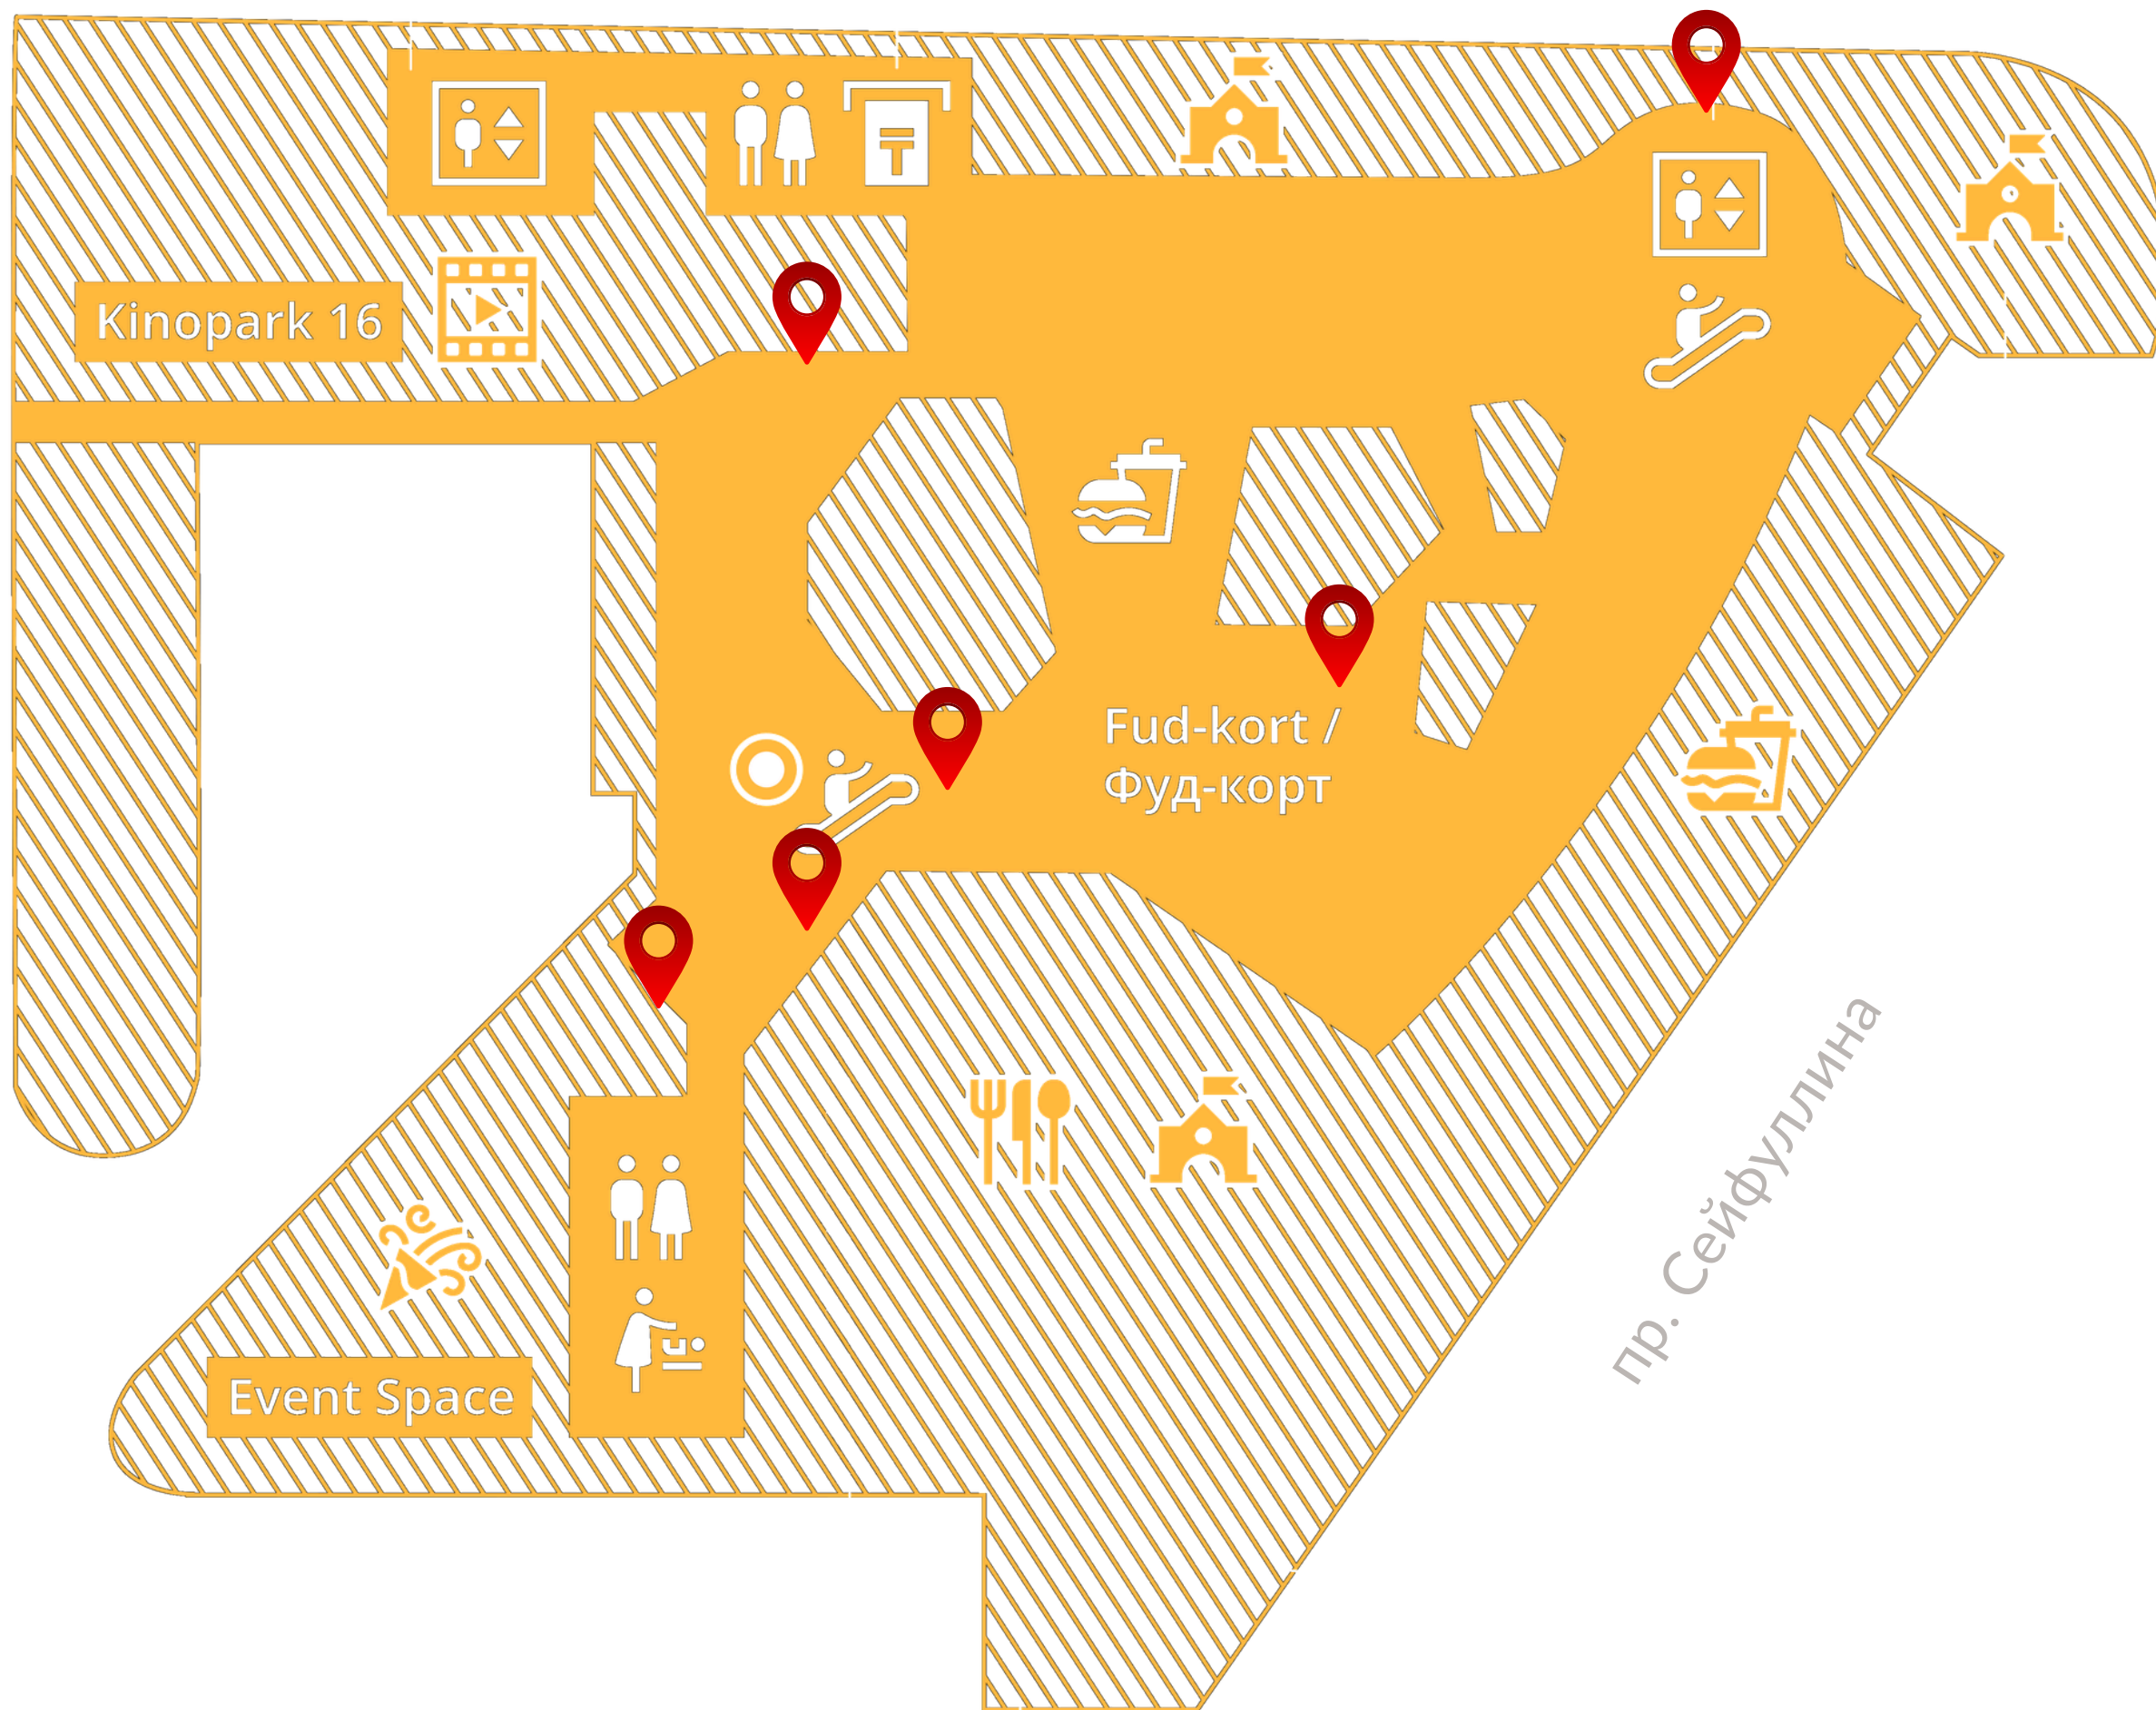 Kinopark 16
Fud-kort /
Фуд-корт
пр. Сейфуллина
Event Space